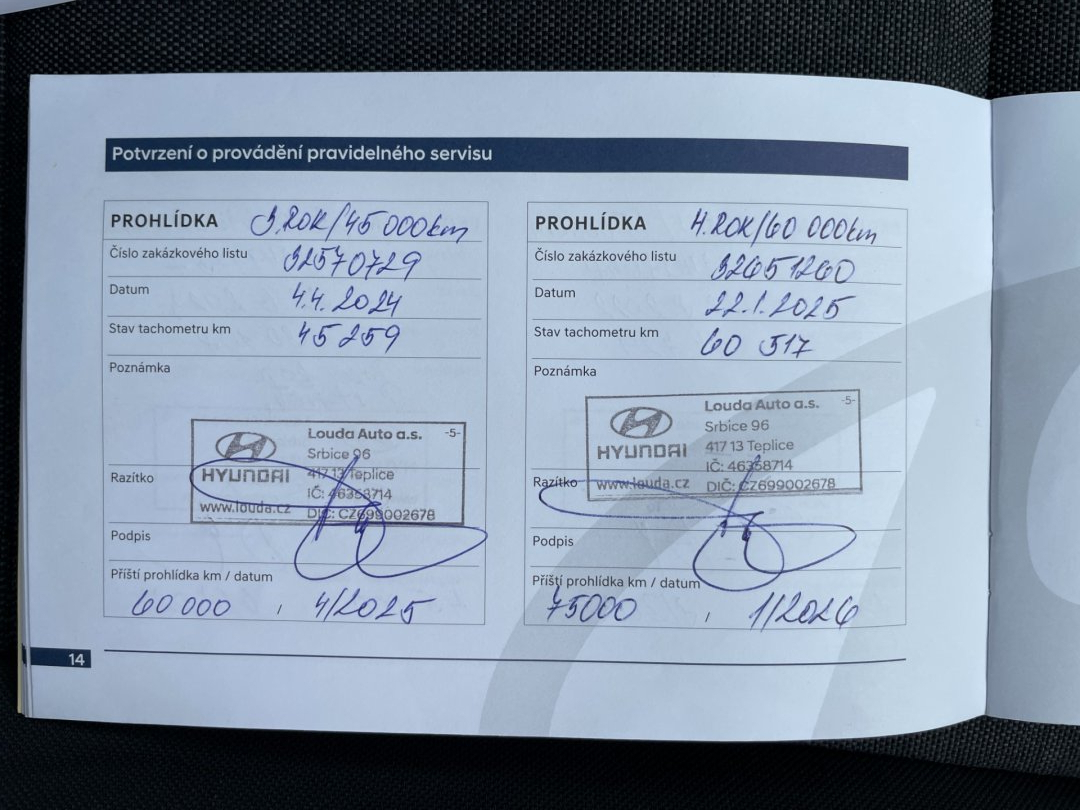 Potvrzení o provádění pravidelného servisu
PROHLÍDKA 3. ROK/45 000km
Číslo zakázkového listu 32570729
Datum 4.4.2024
Stav tachometru km 45 259
Poznámka
HYUNDAI
www.louda.cz
Louda Auto a.s. -5-
Srbice 96
417 13 Teplice
IČ: 46358714
DIČ: CZ699002678
Razítko
Podpis
Příští prohlídka km / datum
60 000 , 4/2025
PROHLÍDKA 4. ROK/60 000km
Číslo zakázkového listu 32651260
Datum 22.1.2025
Stav tachometru km 60 517
Poznámka
HYUNDAI
www.louda.cz
Louda Auto a.s. -5-
Srbice 96
417 13 Teplice
IČ: 46358714
DIČ: CZ699002678
Razítko
Podpis
Příští prohlídka km / datum
75000 , 1/2026
14